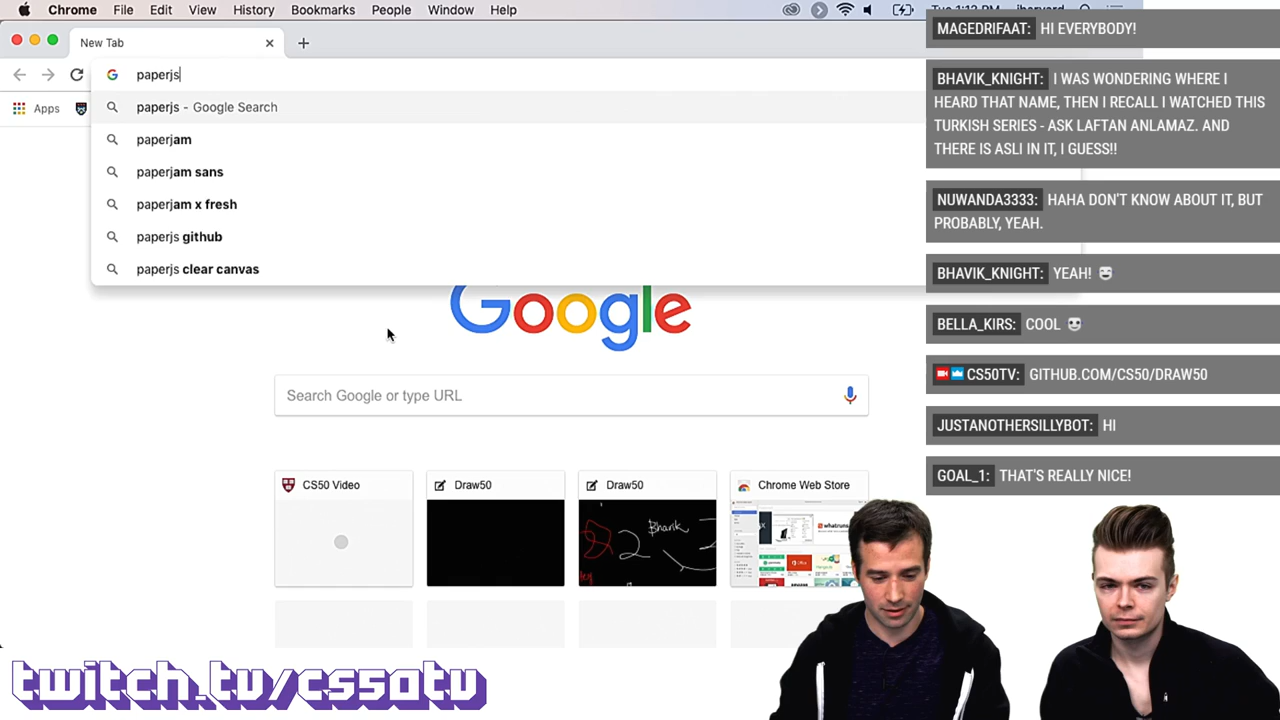 Chrome File Edit View History Bookmarks People Window Help
New Tab
paperjs
Apps
paperjs - Google Search
paperjam
paperjam sans
paperjam x fresh
paperjs github
paperjs clear canvas
Google
Search Google or type URL
CS50 Video
Draw50
Draw50
Chrome Web Store
Bhavik
twitch.tv/cs50tv
MAGEDRIFAAT: HI EVERYBODY!
BHAVIK_KNIGHT: I WAS WONDERING WHERE I
HEARD THAT NAME, THEN I RECALL I WATCHED THIS
TURKISH SERIES - ASK LAFTAN ANLAMAZ. AND
THERE IS ASLI IN IT, I GUESS!!
NUWANDA3333: HAHA DON'T KNOW ABOUT IT, BUT
PROBABLY, YEAH.
BHAVIK_KNIGHT: YEAH!
BELLA_KIRS: COOL
CS50TV: GITHUB.COM/CS50/DRAW50
JUSTANOTHERSILLYBOT: HI
GOAL_1: THAT'S REALLY NICE!